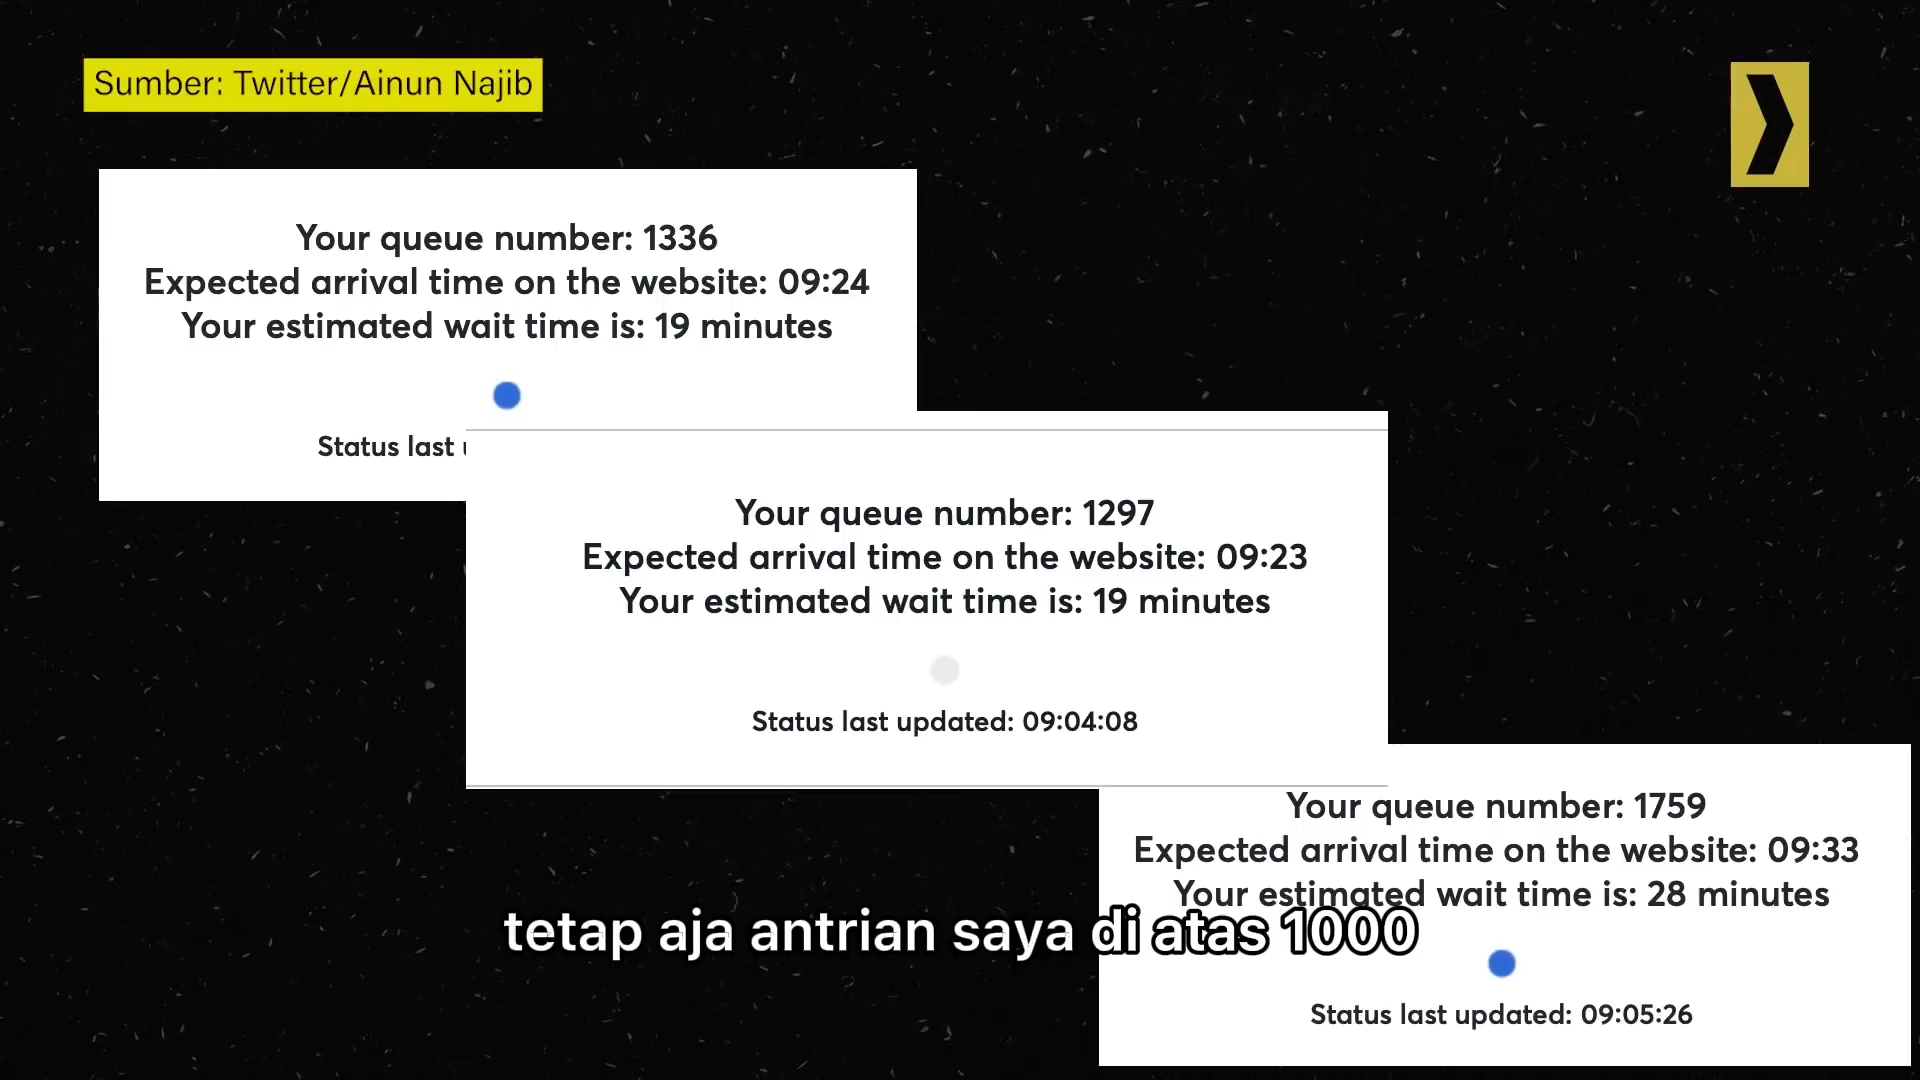 Sumber: Twitter/Ainun Najib
Your queue number: 1336
Expected arrival time on the website: 09:24
Your estimated wait time is: 19 minutes
Status last
Your queue number: 1297
Expected arrival time on the website: 09:23
Your estimated wait time is: 19 minutes
Status last updated: 09:04:08
Your queue number: 1759
Expected arrival time on the website: 09:33
Your estimated wait time is: 28 minutes
tetap aja antrian saya di atas 1000
Status last updated: 09:05:26